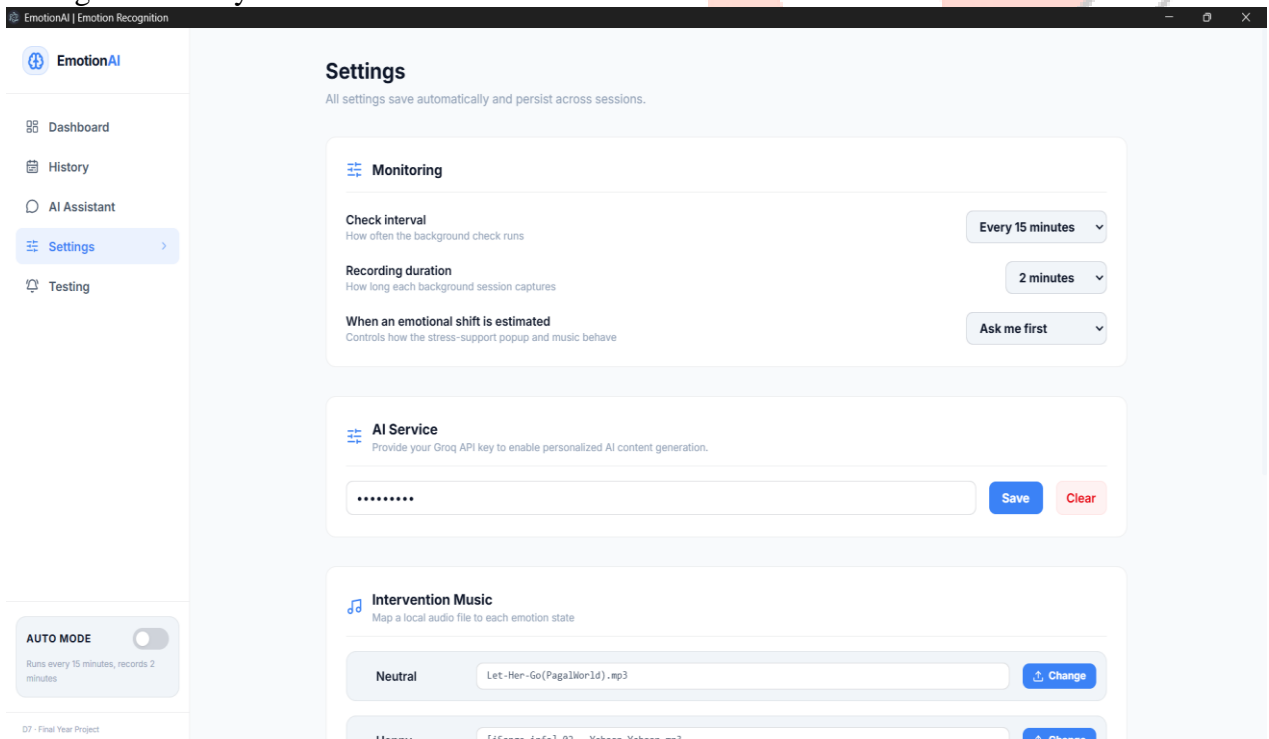 EmotionAI | Emotion Recognition
EmotionAI
Dashboard
History
AI Assistant
Settings
Testing
AUTO MODE
Runs every 15 minutes, records 2
minutes
D7 - Final Year Project
Settings
All settings save automatically and persist across sessions.
Monitoring
Check interval
How often the background check runs
Every 15 minutes
Recording duration
How long each background session captures
2 minutes
When an emotional shift is estimated
Controls how the stress-support popup and music behave
Ask me first
AI Service
Provide your Groq API key to enable personalized AI content generation.
•••••••••
Save
Clear
Intervention Music
Map a local audio file to each emotion state
Neutral
Let-Her-Go(PagalWorld).mp3
Change
Happy
Change